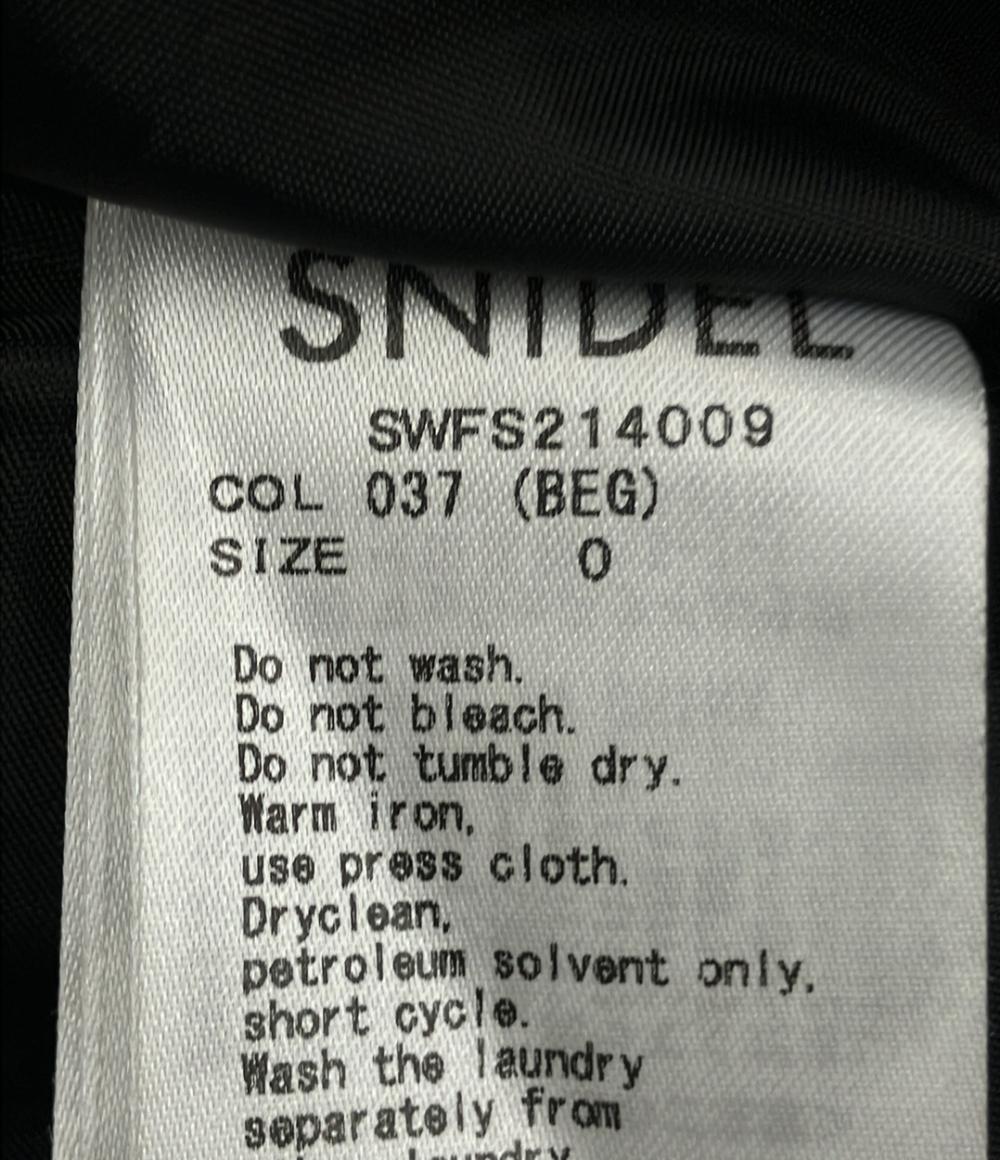 SNIDEL
SWFS214009
COL 037 (BEG)
SIZE 0
Do not wash.
Do not bleach.
Do not tumble dry.
Warm iron,
use press cloth.
Dryclean,
petroleum solvent only,
short cycle.
Wash the laundry
separately from
laundry